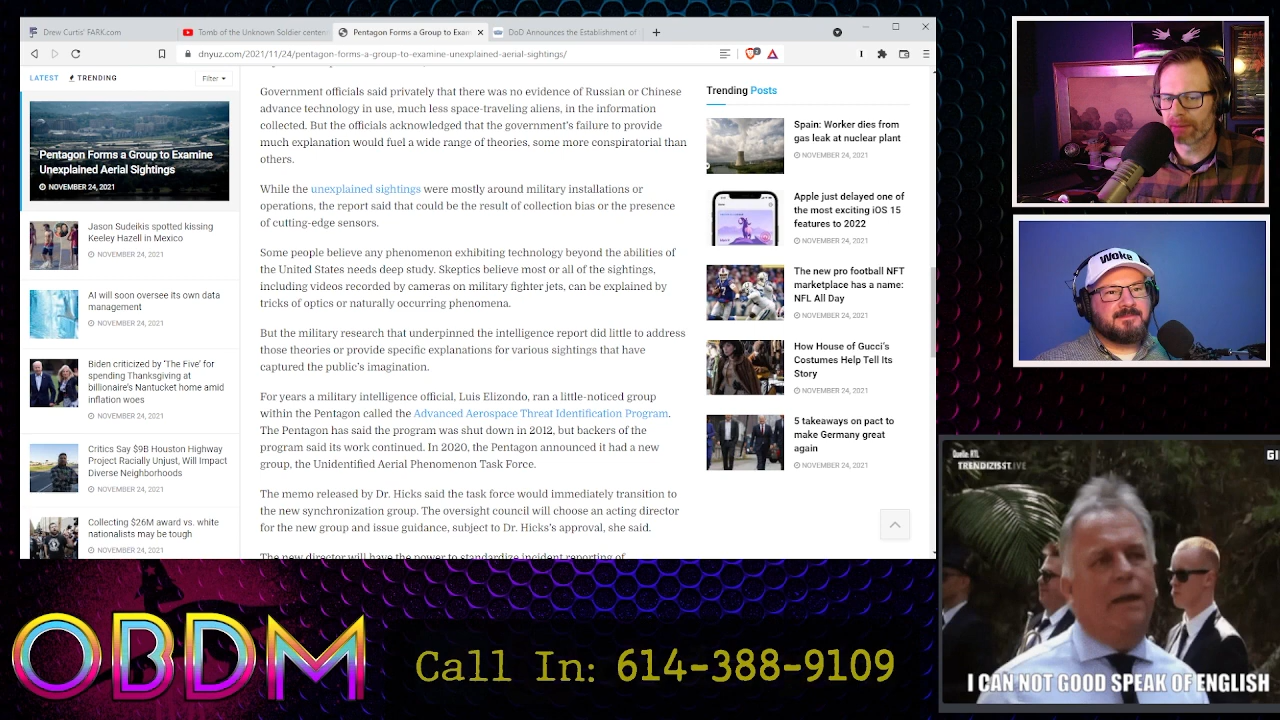 Drew Curtis' FARK.com
Tomb of the Unknown Soldier center
Pentagon Forms a Group to Exam
DoD Announces the Establishment of
dnyuz.com/2021/11/24/pentagon-forms-a-group-to-examine-unexplained-aerial-sightings/
LATEST
TRENDING
Filter
Pentagon Forms a Group to Examine
Unexplained Aerial Sightings
NOVEMBER 24, 2021
Jason Sudeikis spotted kissing
Keeley Hazell in Mexico
NOVEMBER 24, 2021
AI will soon oversee its own data
management
NOVEMBER 24, 2021
Biden criticized by 'The Five' for
spending Thanksgiving at
billionaire's Nantucket home amid
inflation woes
NOVEMBER 24, 2021
Critics Say $9B Houston Highway
Project Racially Unjust, Will Impact
Diverse Neighborhoods
NOVEMBER 24, 2021
Collecting $26M award vs. white
nationalists may be tough
NOVEMBER 24, 2021
Government officials said privately that there was no evidence of Russian or Chinese
advance technology in use, much less space-traveling aliens, in the information
collected. But the officials acknowledged that the government's failure to provide
much explanation would fuel a wide range of theories, some more conspiratorial than
others.
While the unexplained sightings were mostly around military installations or
operations, the report said that could be the result of collection bias or the presence
of cutting-edge sensors.
Some people believe any phenomenon exhibiting technology beyond the abilities of
the United States needs deep study. Skeptics believe most or all of the sightings,
including videos recorded by cameras on military fighter jets, can be explained by
tricks of optics or naturally occurring phenomena.
But the military research that underpinned the intelligence report did little to address
those theories or provide specific explanations for various sightings that have
captured the public's imagination.
For years a military intelligence official, Luis Elizondo, ran a little-noticed group
within the Pentagon called the Advanced Aerospace Threat Identification Program.
The Pentagon has said the program was shut down in 2012, but backers of the
program said its work continued. In 2020, the Pentagon announced it had a new
group, the Unidentified Aerial Phenomenon Task Force.
The memo released by Dr. Hicks said the task force would immediately transition to
the new synchronization group. The oversight council will choose an acting director
for the new group and issue guidance, subject to Dr. Hicks's approval, she said.
The new director will have the power to standardize incident reporting of
Trending Posts
Spain: Worker dies from
gas leak at nuclear plant
NOVEMBER 24, 2021
Apple just delayed one of
the most exciting iOS 15
features to 2022
NOVEMBER 24, 2021
The new pro football NFT
marketplace has a name:
NFL All Day
NOVEMBER 24, 2021
How House of Gucci's
Costumes Help Tell Its
Story
NOVEMBER 24, 2021
5 takeaways on pact to
make Germany great
again
NOVEMBER 24, 2021
Woke
Quelle: RTL
TRENDIZISST.LIVE
GI
I CAN NOT GOOD SPEAK OF ENGLISH
OBDM
Call In: 614-388-9109